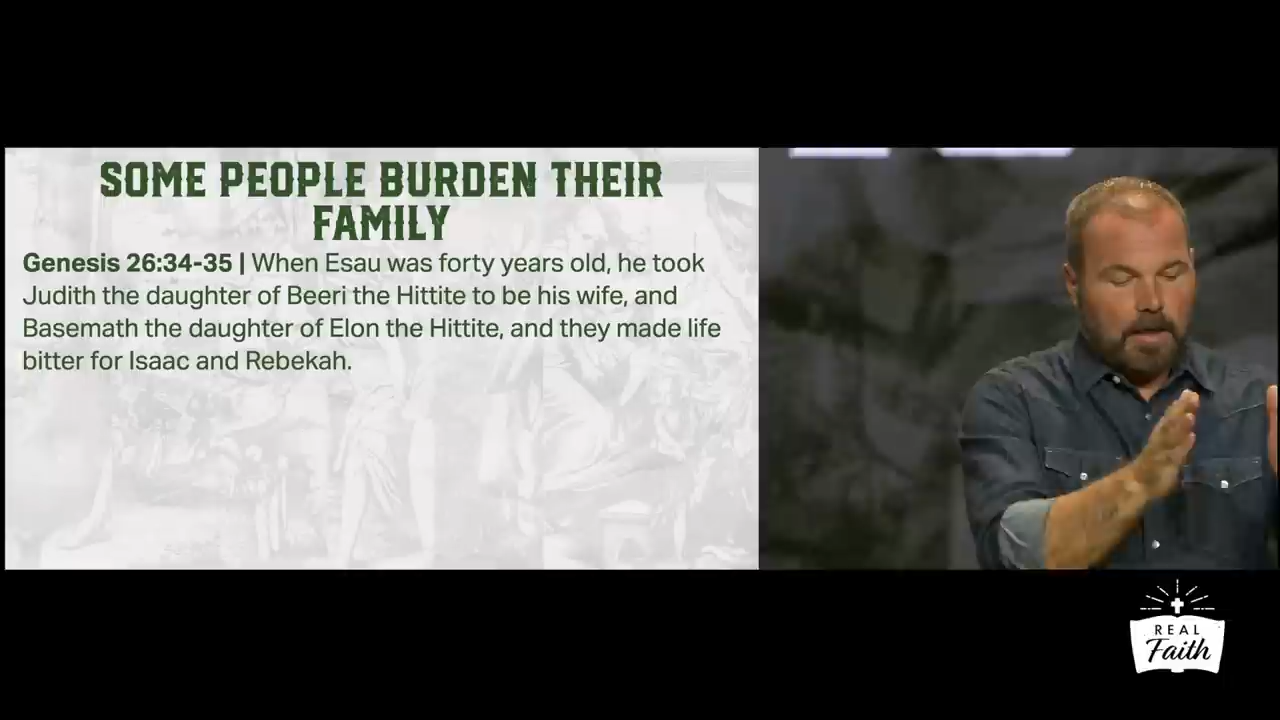 SOME PEOPLE BURDEN THEIR
FAMILY
Genesis 26:34-35 | When Esau was forty years old, he took
Judith the daughter of Beeri the Hittite to be his wife, and
Basemath the daughter of Elon the Hittite, and they made life
bitter for Isaac and Rebekah.
REAL
Faith